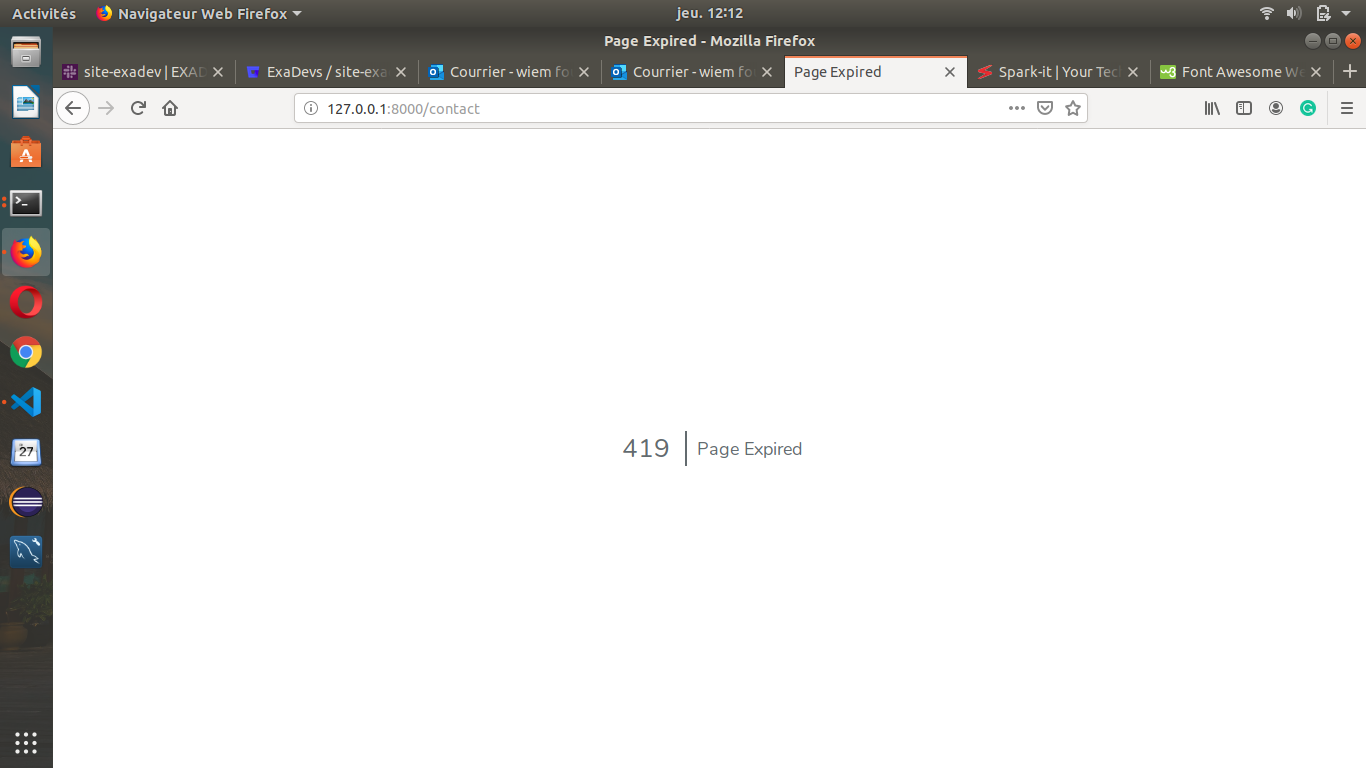 Activités Navigateur Web Firefox jeu. 12:12
Page Expired - Mozilla Firefox
site-exadev | EXAD ExaDevs / site-exa Courrier - wiem fo Courrier - wiem fo Page Expired Spark-it | Your Tec Font Awesome We
127.0.0.1:8000/contact
27
419 Page Expired